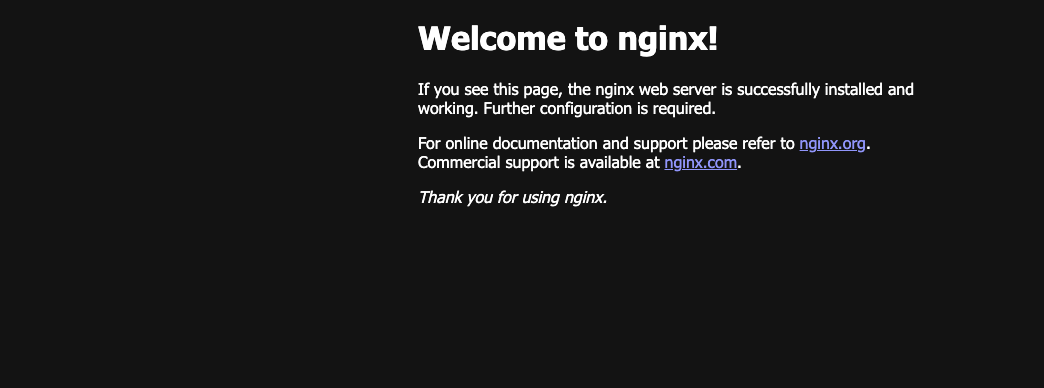 Welcome to nginx!
If you see this page, the nginx web server is successfully installed and
working. Further configuration is required.
For online documentation and support please refer to nginx.org.
Commercial support is available at nginx.com.
Thank you for using nginx.